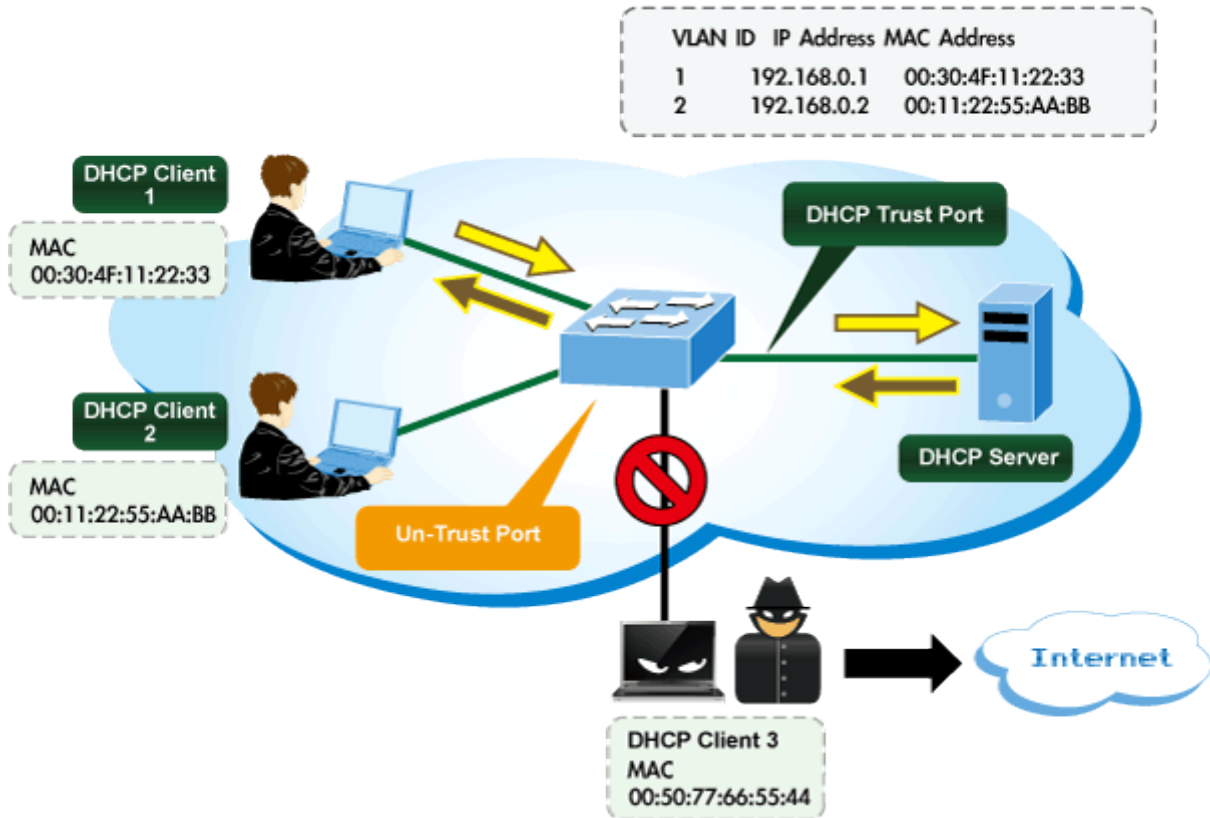 VLAN ID IP Address MAC Address
1 192.168.0.1 00:30:4F:11:22:33
2 192.168.0.2 00:11:22:55:AA:BB
DHCP Client
1
MAC
00:30:4F:11:22:33
DHCP Trust Port
DHCP Client
2
MAC
00:11:22:55:AA:BB
DHCP Server
Un-Trust Port
Internet
DHCP Client 3
MAC
00:50:77:66:55:44